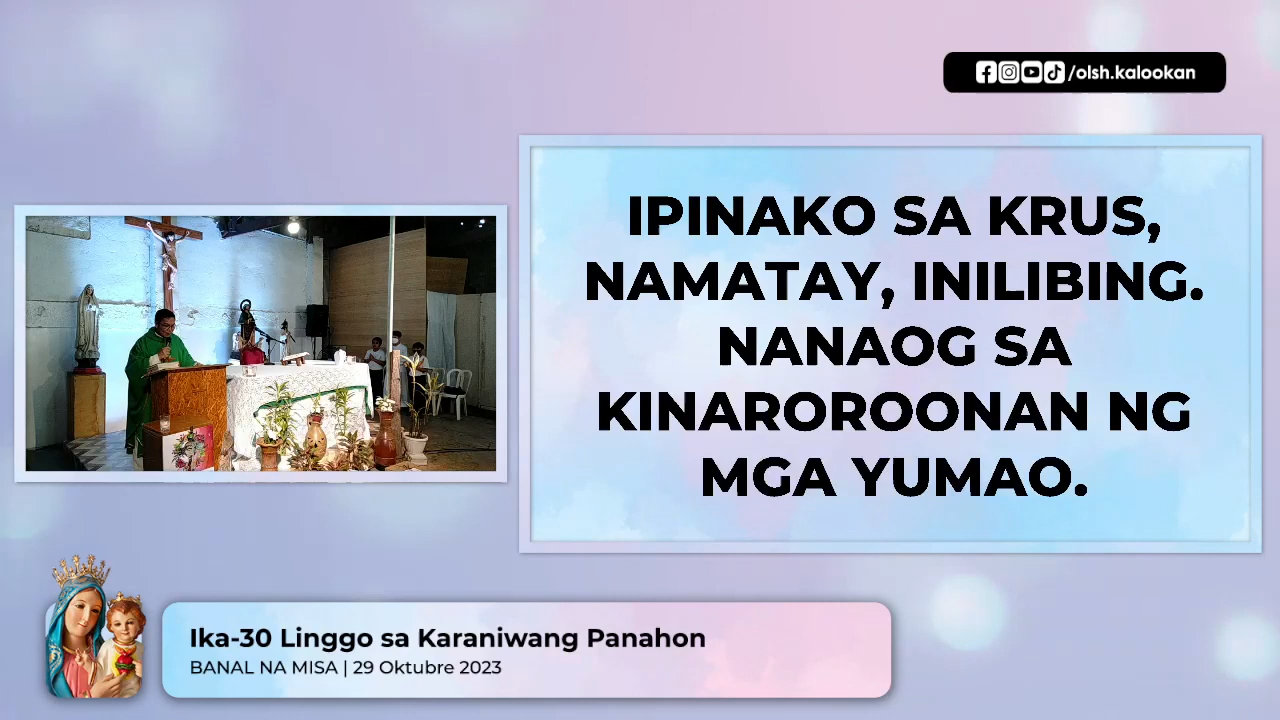 /olsh.kalookan
IPINAKO SA KRUS,
NAMATAY, INILIBING.
NANAOG SA
KINAROROONAN NG
MGA YUMAO.
Ika-30 Linggo sa Karaniwang Panahon
BANAL NA MISA | 29 Oktubre 2023